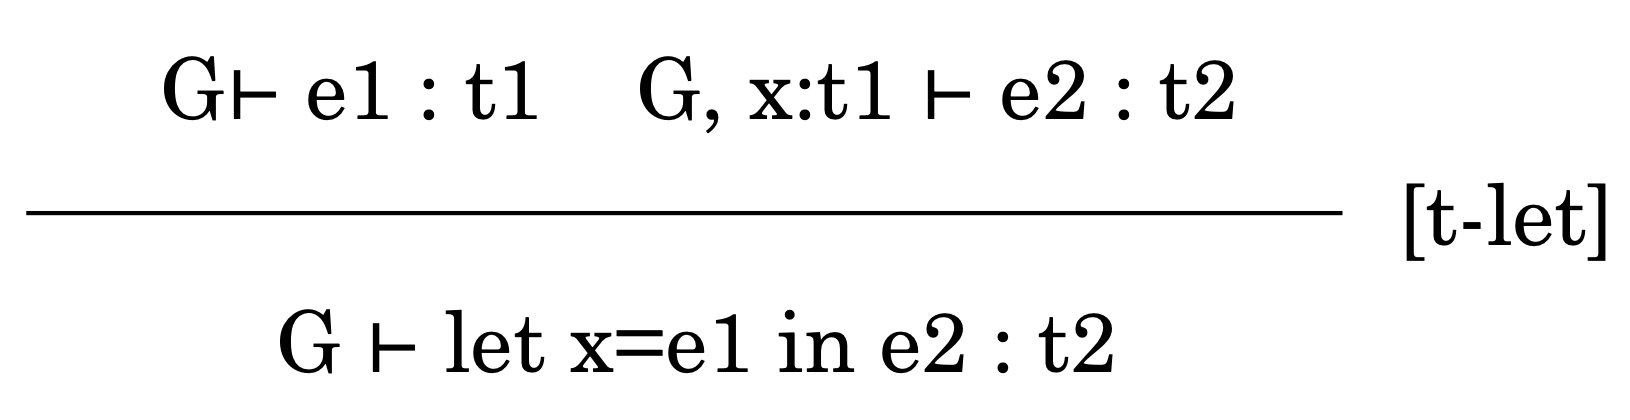 G⊢ e1 : t1 G, x:t1 ⊢ e2 : t2
[t-let]
G ⊢ let x=e1 in e2 : t2